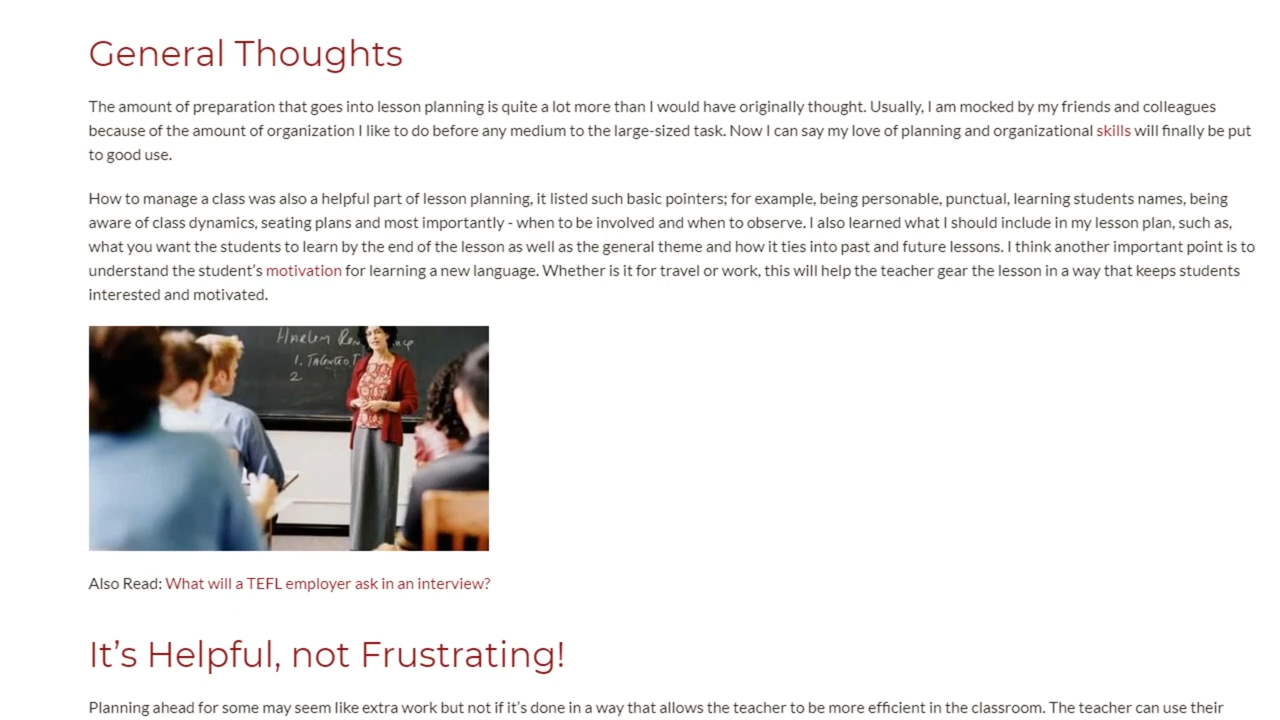 General Thoughts
The amount of preparation that goes into lesson planning is quite a lot more than I would have originally thought. Usually, I am mocked by my friends and colleagues
because of the amount of organization I like to do before any medium to the large-sized task. Now I can say my love of planning and organizational skills will finally be put
to good use.
How to manage a class was also a helpful part of lesson planning, it listed such basic pointers; for example, being personable, punctual, learning students names, being
aware of class dynamics, seating plans and most importantly - when to be involved and when to observe. I also learned what I should include in my lesson plan, such as,
what you want the students to learn by the end of the lesson as well as the general theme and how it ties into past and future lessons. I think another important point is to
understand the student's motivation for learning a new language. Whether is it for travel or work, this will help the teacher gear the lesson in a way that keeps students
interested and motivated.
Harlem
1. Talented T
2
Also Read: What will a TEFL employer ask in an interview?
It's Helpful, not Frustrating!
Planning ahead for some may seem like extra work but not if it's done in a way that allows the teacher to be more efficient in the classroom. The teacher can use their